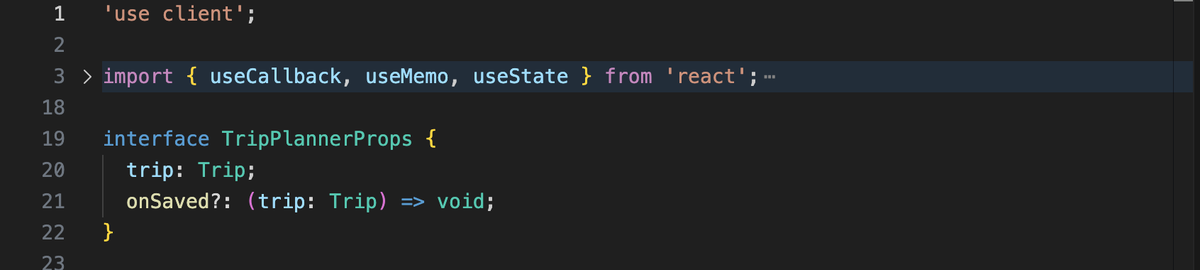 1 'use client';
2
3 import { useCallback, useMemo, useState } from 'react'; ⋯
18
19 interface TripPlannerProps {
20 trip: Trip;
21 onSaved?: (trip: Trip) => void;
22 }
23